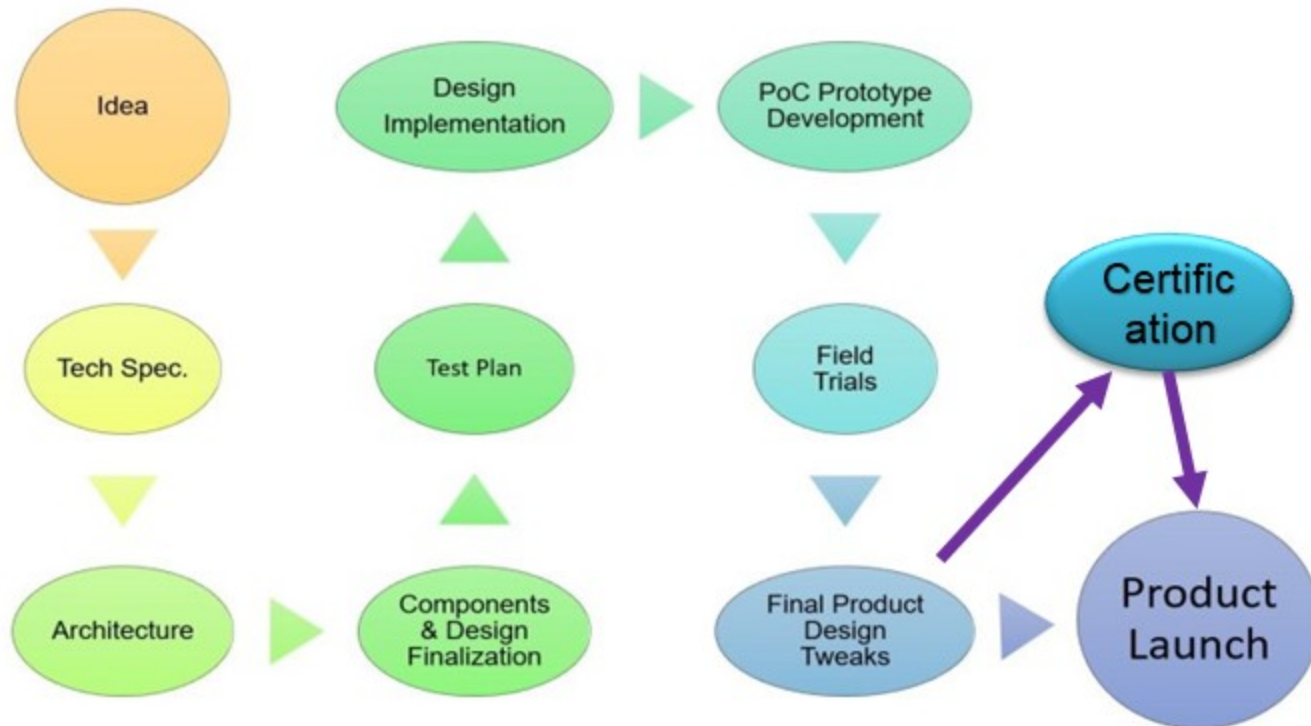 Idea
Tech Spec.
Architecture
Components
& Design
Finalization
Test Plan
Design
Implementation
PoC Prototype
Development
Field
Trials
Final Product
Design
Tweaks
Certific
ation
Product
Launch